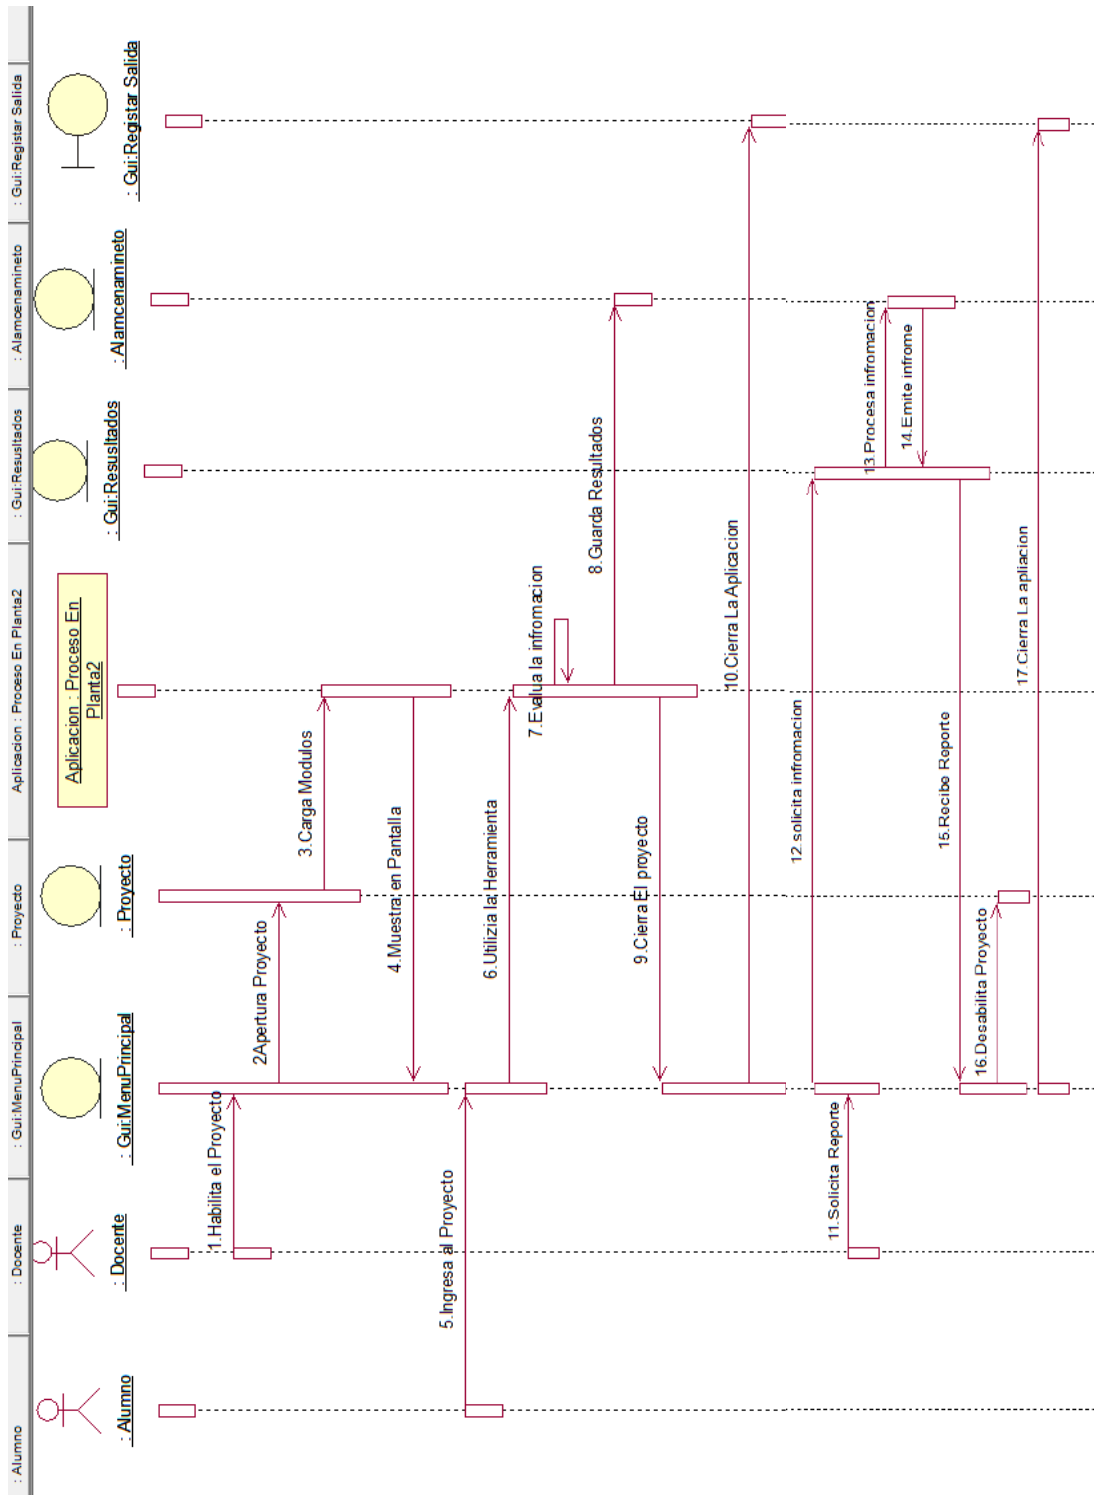 : Alumno
: Docente
: Gui:MenuPrincipal
: Proyecto
Aplicacion : Proceso En Planta2
: Gui:Resusltados
: Alamcenamineto
: Gui:Registar Salida
: Alumno
: Docente
: Gui:MenuPrincipal
: Proyecto
Aplicacion : Proceso En
Planta2
: Gui:Resusltados
: Alamcenamineto
: Gui:Registar Salida
1.Habilita el Proyecto
2Apertura Proyecto
3.Carga Modulos
4.Muestra en Pantalla
5.Ingresa al Proyecto
6.Utilizia la Herramienta
7.Evalua la infromacion
8.Guarda Resultados
9.Cierra El proyecto
10.Cierra La Aplicacion
11.Solicita Reporte
12.solicita infromacion
13.Procesa infromacion
14.Emite infrome
15.Recibe Reporte
16.Desabilita Proyecto
17.Cierra La apliacion